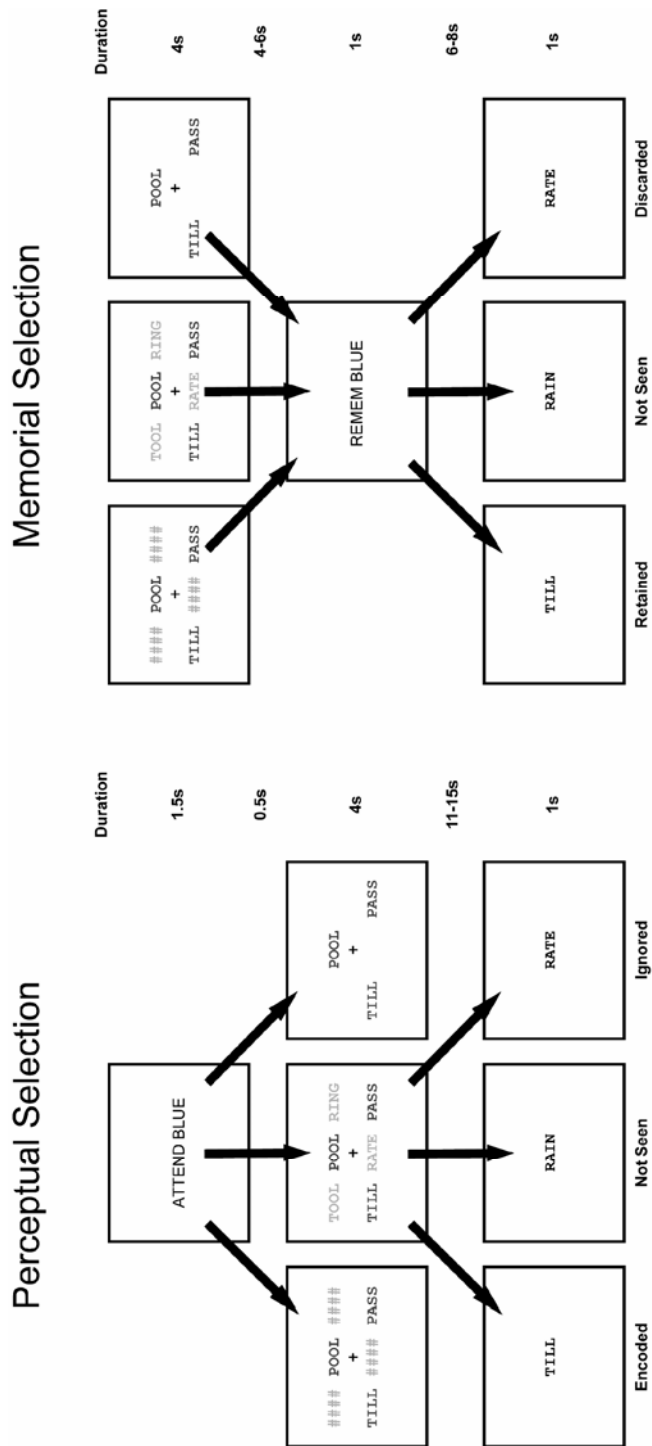 Perceptual Selection
Duration
ATTEND BLUE
1.5s
0.5s
#### POOL ####
+
TILL #### PASS
TOOL POOL RING
+
TILL RATE PASS
POOL
+
TILL PASS
4s
11-15s
TILL
RAIN
RATE
1s
Encoded
Not Seen
Ignored
Memorial Selection
Duration
#### POOL ####
+
TILL #### PASS
TOOL POOL RING
+
TILL RATE PASS
POOL
+
TILL PASS
4s
4-6s
REMEM BLUE
1s
6-8s
TILL
RAIN
RATE
1s
Retained
Not Seen
Discarded